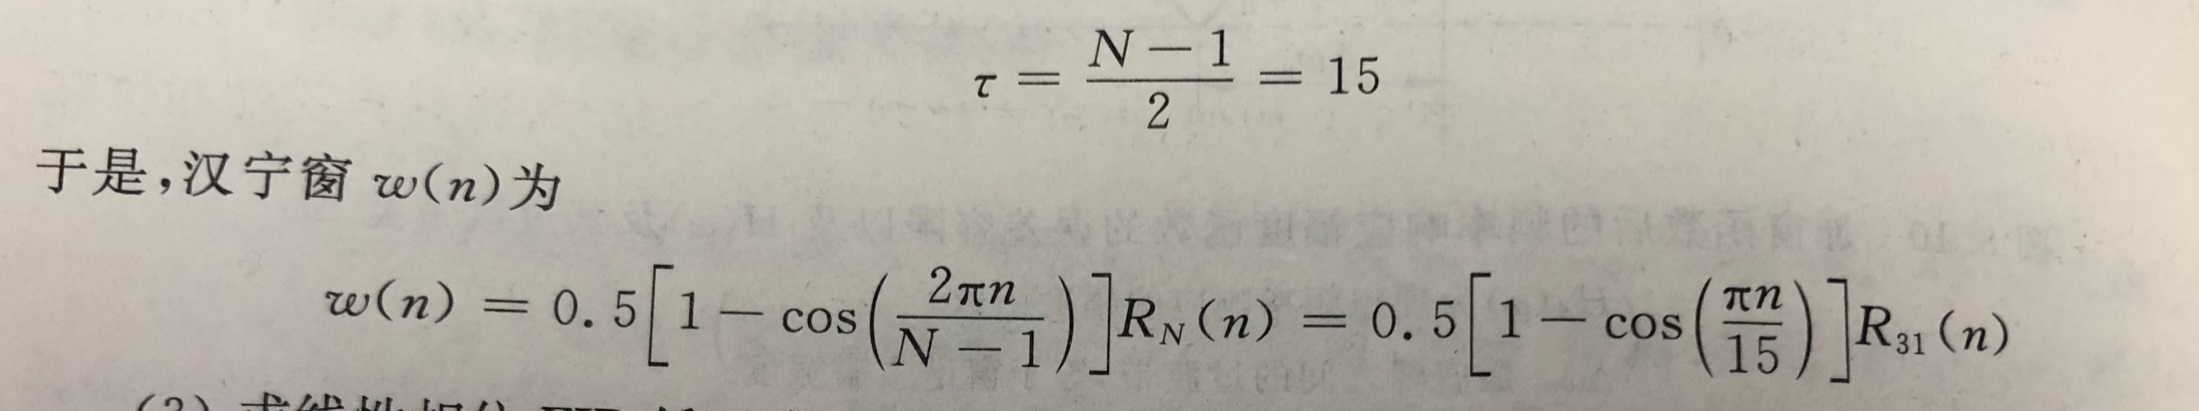 τ = (N − 1)/2 = 15
于是,汉宁窗 w(n)为
w(n) = 0.5[1 − cos(2πn/(N − 1))]R_N(n) = 0.5[1 − cos(πn/15)]R_31(n)